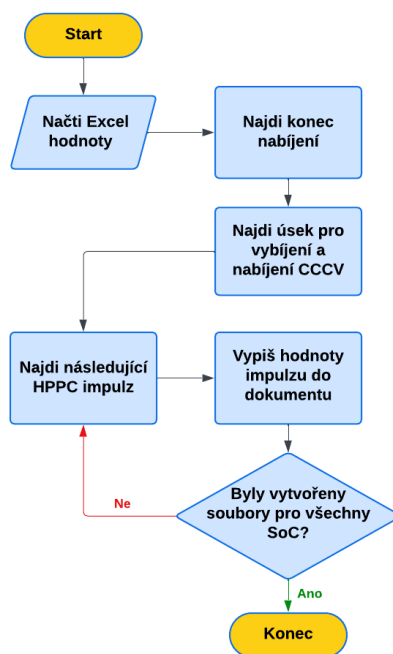 Start
Načti Excel
hodnoty
Najdi konec
nabíjení
Najdi úsek pro
vybíjení a
nabíjení CCCV
Najdi následující
HPPC impulz
Vypiš hodnoty
impulzu do
dokumentu
Byly vytvořeny
soubory pro všechny
SoC?
Ne
Ano
Konec